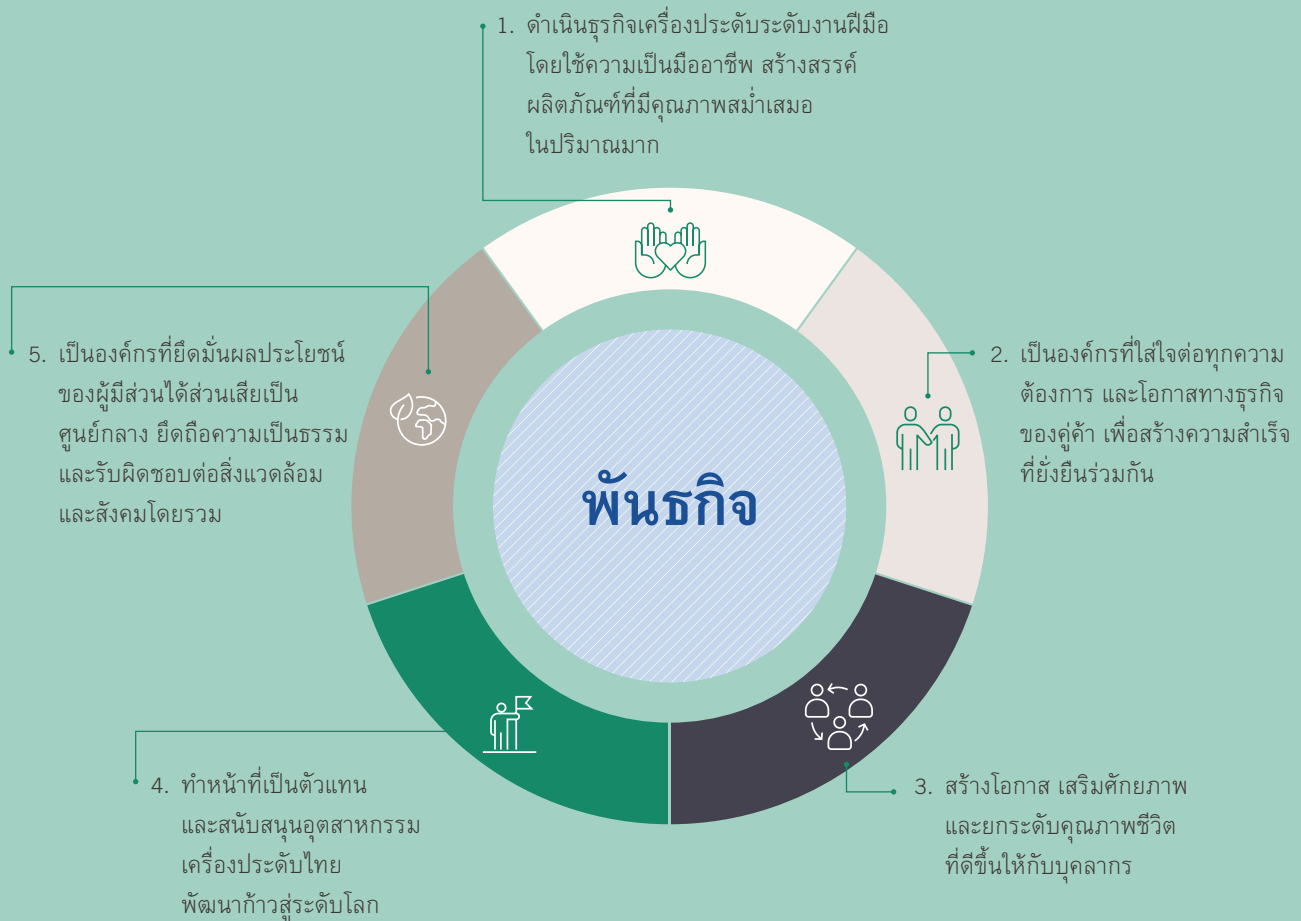 1. ดำเนินธุรกิจเครื่องประดับระดับงานฝีมือ
โดยใช้ความเป็นมืออาชีพ สร้างสรรค์
ผลิตภัณฑ์ที่มีคุณภาพสม่ำเสมอ
ในปริมาณมาก
2. เป็นองค์กรที่ใส่ใจต่อทุกความ
ต้องการ และโอกาสทางธุรกิจ
ของคู่ค้า เพื่อสร้างความสำเร็จ
ที่ยั่งยืนร่วมกัน
3. สร้างโอกาส เสริมศักยภาพ
และยกระดับคุณภาพชีวิต
ที่ดีขึ้นให้กับบุคลากร
4. ทำหน้าที่เป็นตัวแทน
และสนับสนุนอุตสาหกรรม
เครื่องประดับไทย
พัฒนาก้าวสู่ระดับโลก
5. เป็นองค์กรที่ยึดมั่นผลประโยชน์
ของผู้มีส่วนได้ส่วนเสียเป็น
ศูนย์กลาง ยึดถือความเป็นธรรม
และรับผิดชอบต่อสิ่งแวดล้อม
และสังคมโดยรวม
พันธกิจ